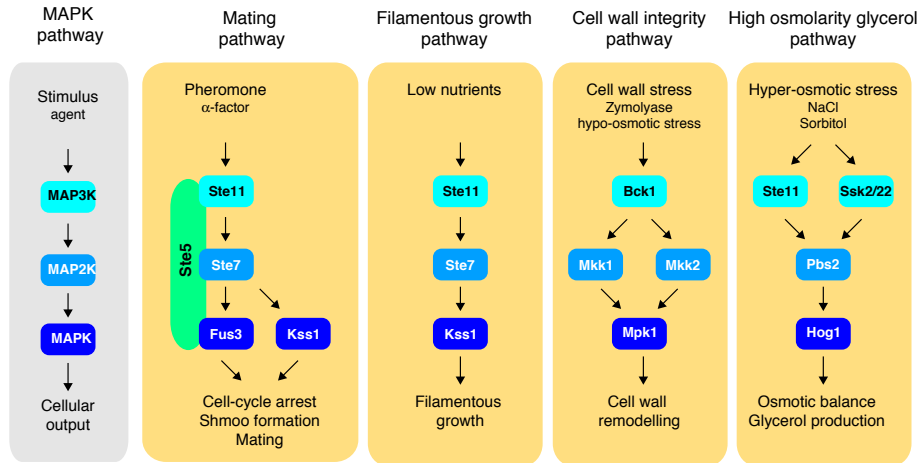 MAPK
pathway
Stimulus
agent
MAP3K
MAP2K
MAPK
Cellular
output
Mating
pathway
Pheromone
α-factor
Ste5
Ste11
Ste7
Fus3
Kss1
Cell-cycle arrest
Shmoo formation
Mating
Filamentous growth
pathway
Low nutrients
Ste11
Ste7
Kss1
Filamentous
growth
Cell wall integrity
pathway
Cell wall stress
Zymolyase
hypo-osmotic stress
Bck1
Mkk1
Mkk2
Mpk1
Cell wall
remodelling
High osmolarity glycerol
pathway
Hyper-osmotic stress
NaCl
Sorbitol
Ste11
Ssk2/22
Pbs2
Hog1
Osmotic balance
Glycerol production